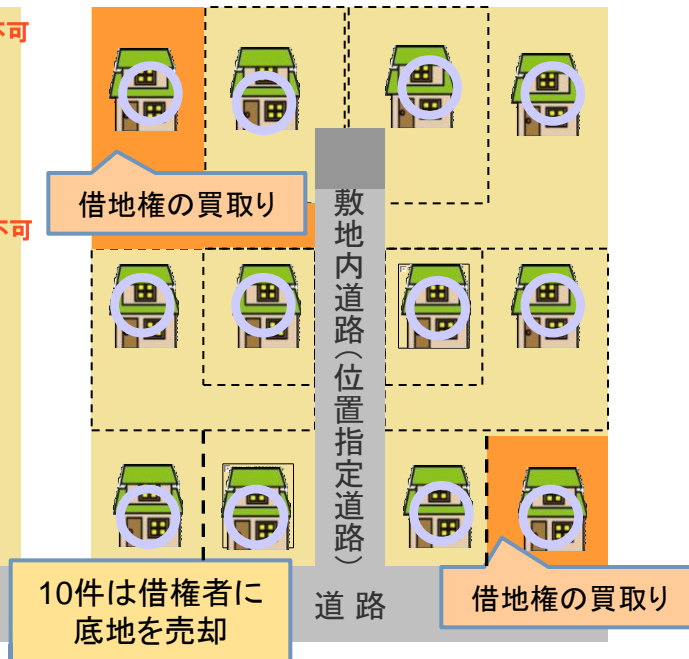 不可
借地権の買取り
不可
敷地内道路（位置指定道路）
10件は借権者に
底地を売却
道 路
借地権の買取り